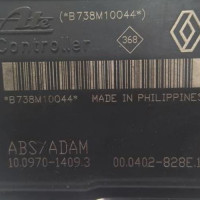 Ate (*B738M10044*)
Controller 368
*B738M10044* MADE IN PHILIPPINES
ABS/ADAM
10.0970-1409.3 00.0402-828E.1